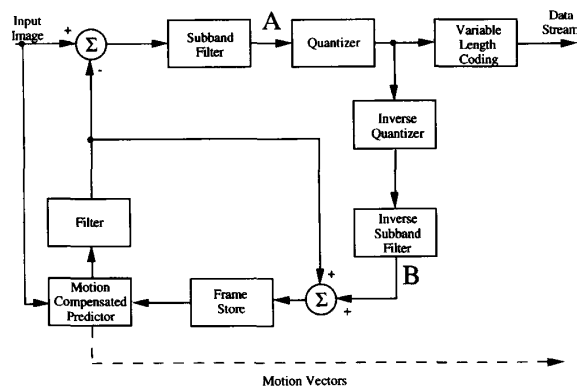 Input
Image
+
Σ
-
Subband
Filter
A
Quantizer
Variable
Length
Coding
Data
Stream
Inverse
Quantizer
Inverse
Subband
Filter
B
Filter
Motion
Compensated
Predictor
Frame
Store
+
Σ
+
Motion Vectors